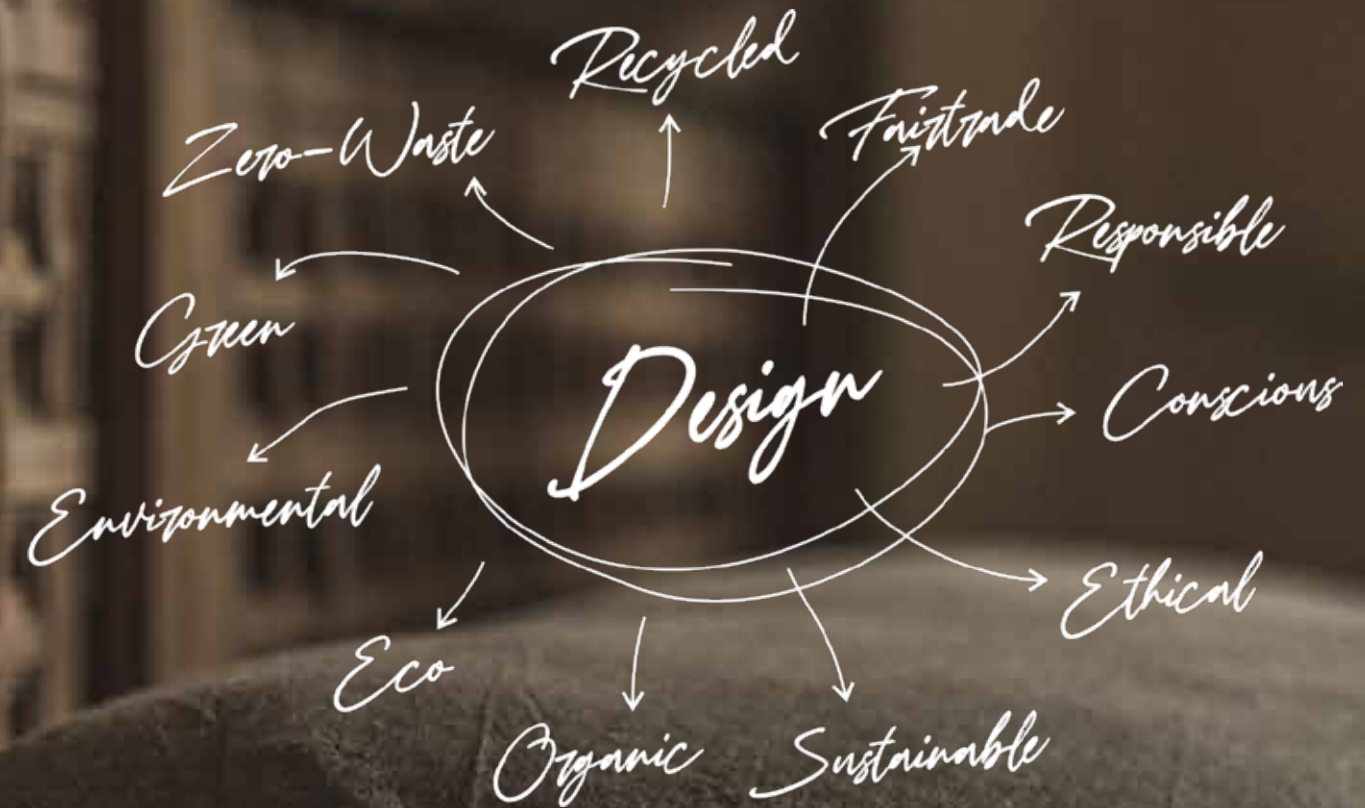 Recycled
Fairtrade
Zero-Waste
Responsible
Green
Design
Conscious
Environmental
Ethical
Eco
Organic
Sustainable